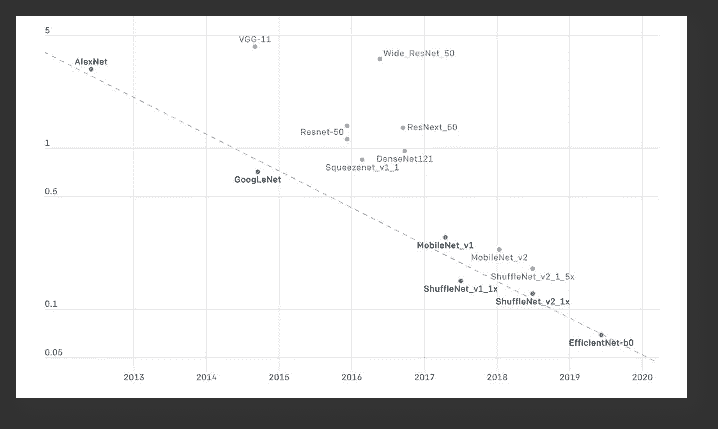 5
VGG-11
Wide_ResNet_50
AlexNet
ResNext_50
Resnet-50
1
DenseNet121
Squeezenet_v1_1
GoogLeNet
0.5
MobileNet_v1
MobileNet_v2
ShuffleNet_v2_1_5x
ShuffleNet_v1_1x
ShuffleNet_v2_1x
0.1
EfficientNet-b0
0.05
2013 2014 2015 2016 2017 2018 2019 2020